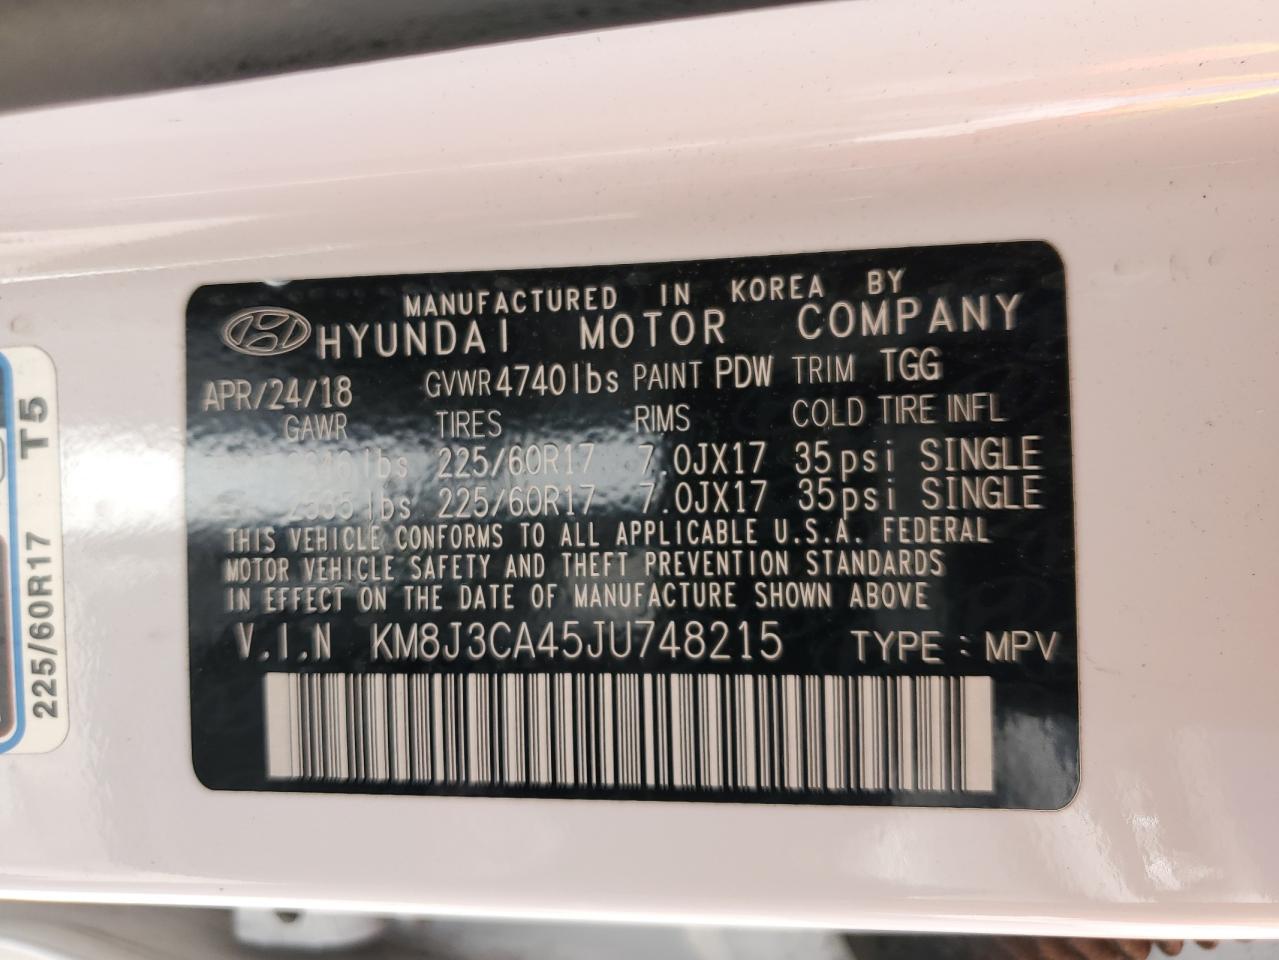 MANUFACTURED IN KOREA BY
HYUNDAI MOTOR COMPANY
APR/24/18 GVWR 4740lbs PAINT PDW TRIM TGG
GAWR TIRES RIMS COLD TIRE INFL
lbs 225/60R17 7.0JX17 35psi SINGLE
lbs 225/60R17 7.0JX17 35psi SINGLE
THIS VEHICLE CONFORMS TO ALL APPLICABLE U.S.A. FEDERAL
MOTOR VEHICLE SAFETY AND THEFT PREVENTION STANDARDS
IN EFFECT ON THE DATE OF MANUFACTURE SHOWN ABOVE
V.I.N KM8J3CA45JU748215 TYPE : MPV
225/60R17 T5